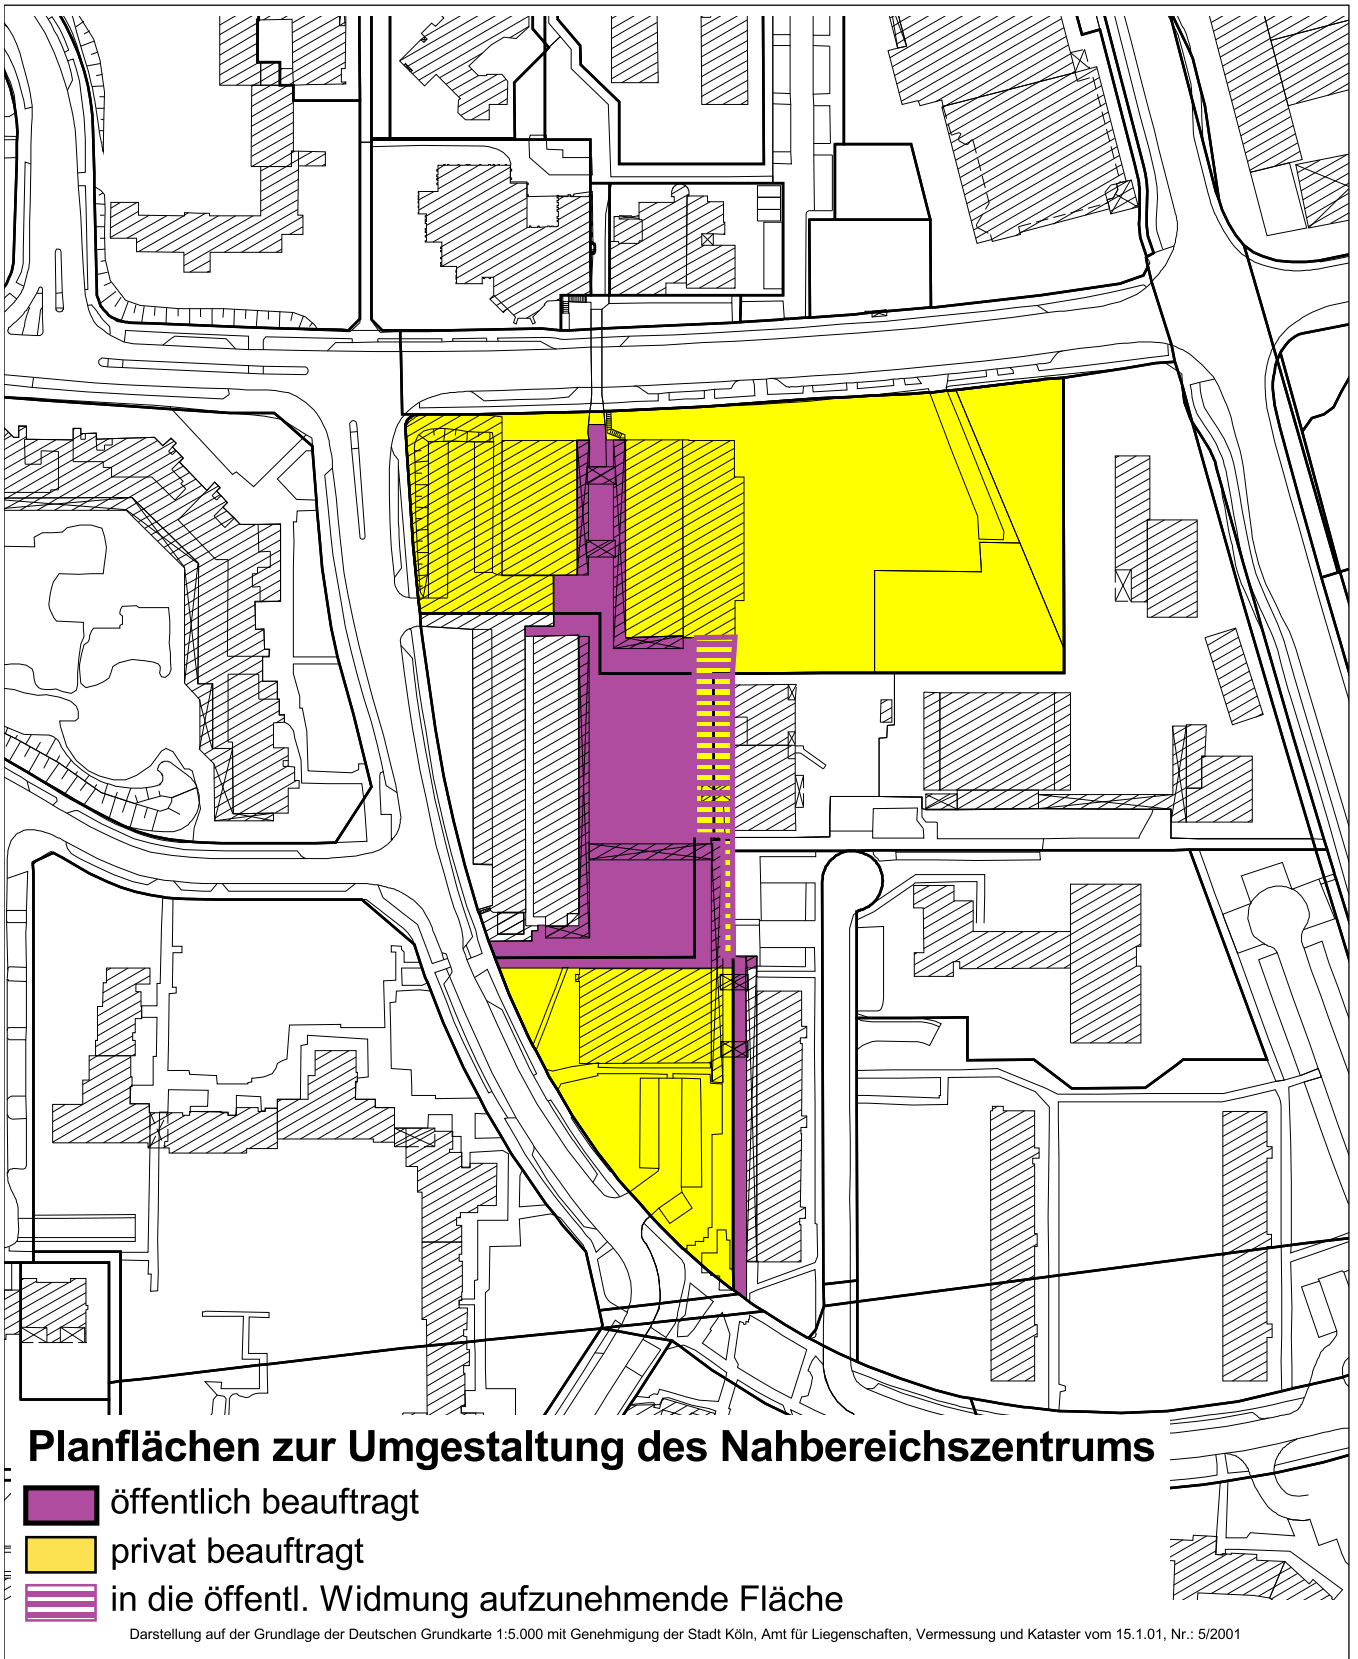 Planflächen zur Umgestaltung des Nahbereichszentrums
öffentlich beauftragt
privat beauftragt
in die öffentl. Widmung aufzunehmende Fläche
Darstellung auf der Grundlage der Deutschen Grundkarte 1:5.000 mit Genehmigung der Stadt Köln, Amt für Liegenschaften, Vermessung und Kataster vom 15.1.01, Nr.: 5/2001